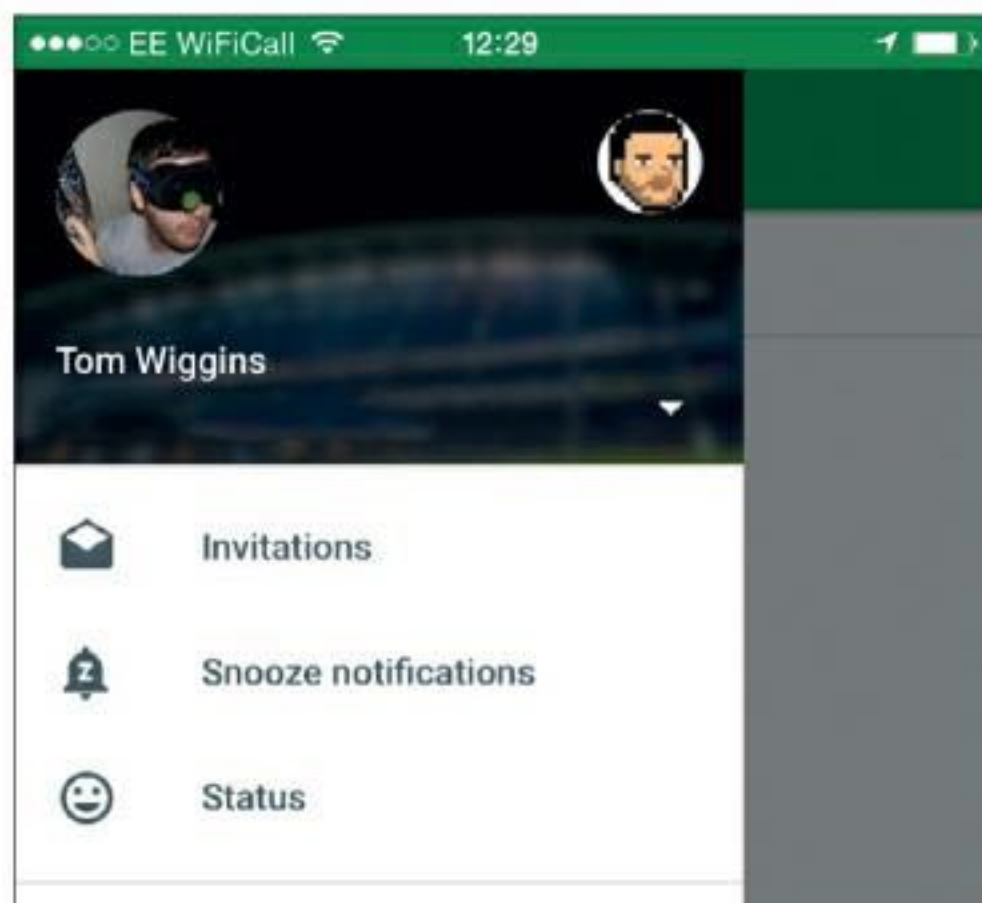 EE WiFiCall 12:29
Tom Wiggins
Invitations
Snooze notifications
Status